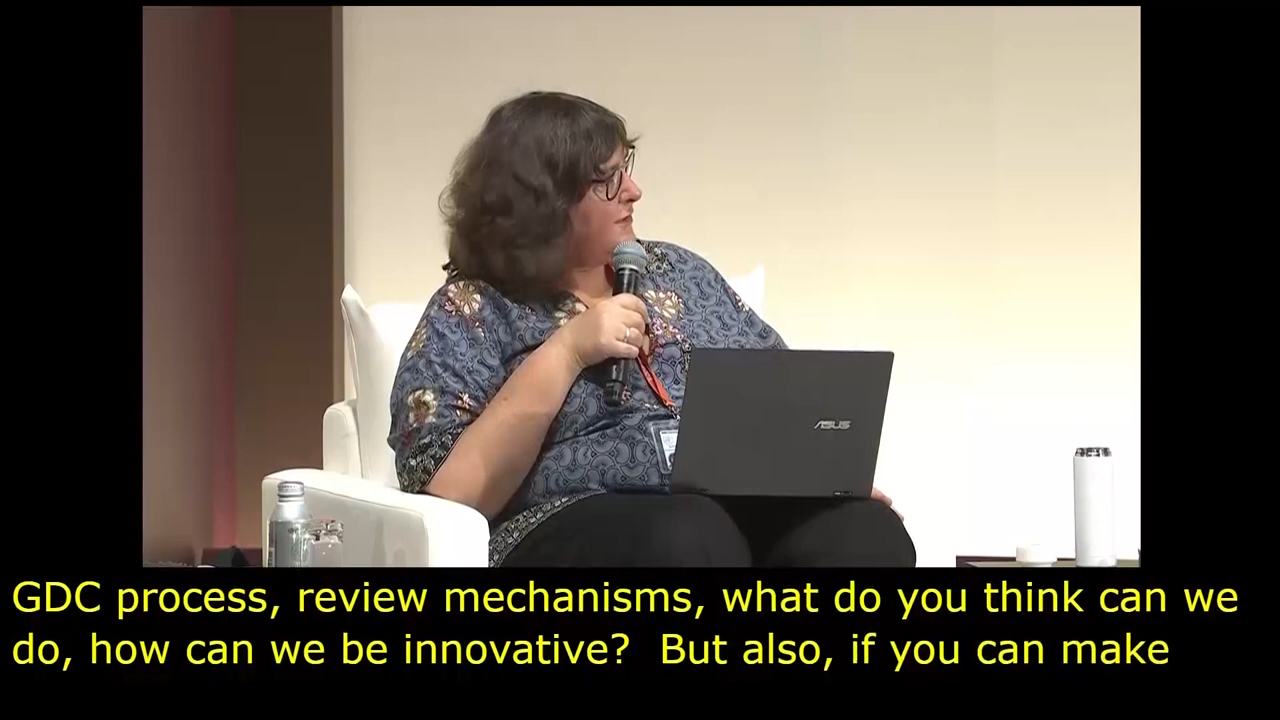 ASUS
GDC process, review mechanisms, what do you think can we
do, how can we be innovative?  But also, if you can make